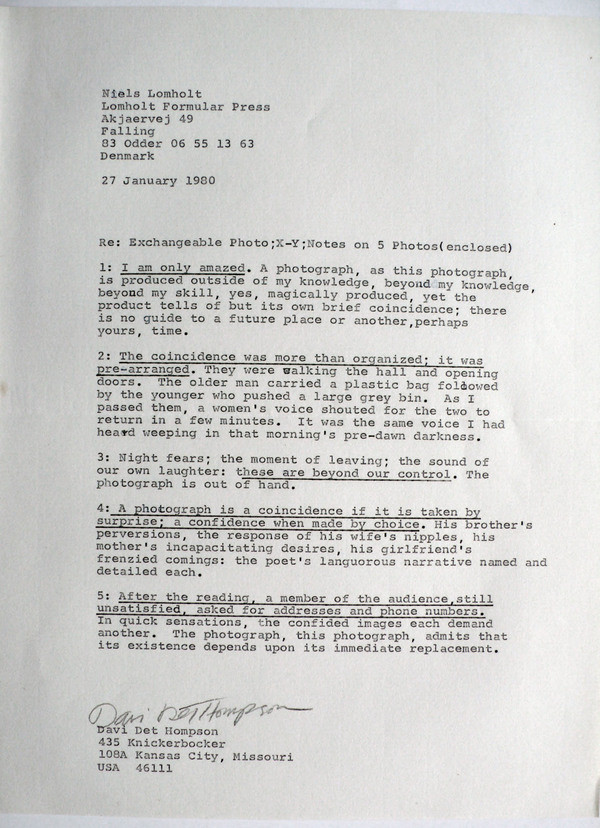 Niels Lomholt
Lomholt Formular Press
Akjaervej 49
Falling
83 Odder 06 55 13 63
Denmark
27 January 1980
Re: Exchangeable Photo;X-Y;Notes on 5 Photos(enclosed)
1: I am only amazed. A photograph, as this photograph,
is produced outside of my knowledge, beyond my knowledge,
beyond my skill, yes, magically produced, yet the
product tells of but its own brief coincidence; there
is no guide to a future place or another,perhaps
yours, time.
2: The coincidence was more than organized; it was
pre-arranged. They were walking the hall and opening
doors. The older man carried a plastic bag followed
by the younger who pushed a large grey bin. As I
passed them, a women's voice shouted for the two to
return in a few minutes. It was the same voice I had
heard weeping in that morning's pre-dawn darkness.
3: Night fears; the moment of leaving; the sound of
our own laughter: these are beyond our control. The
photograph is out of hand.
4: A photograph is a coincidence if it is taken by
surprise; a confidence when made by choice. His brother's
perversions, the response of his wife's nipples, his
mother's incapacitating desires, his girlfriend's
frenzied comings: the poet's languorous narrative named and
detailed each.
5: After the reading, a member of the audience,still
unsatisfied, asked for addresses and phone numbers.
In quick sensations, the confided images each demand
another. The photograph, this photograph, admits that
its existence depends upon its immediate replacement.
Davi Det Hompson
Davi Det Hompson
435 Knickerbocker
108A Kansas City, Missouri
USA 46111